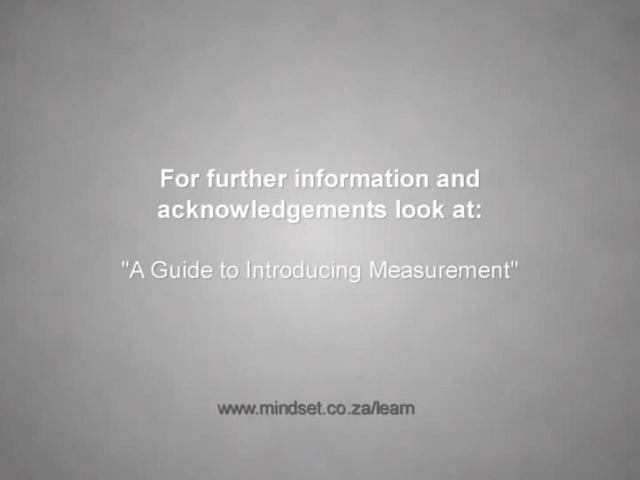 For further information and
acknowledgements look at:
"A Guide to Introducing Measurement"
www.mindset.co.za/learn